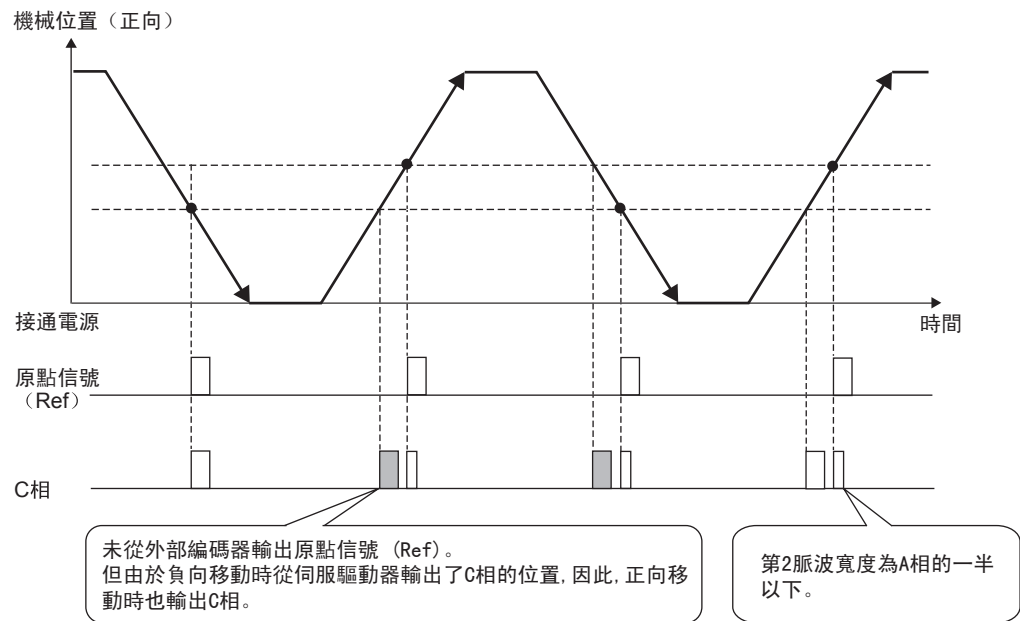 機械位置（正向）
接通電源
時間
原點信號
（Ref）
C相
未從外部編碼器輸出原點信號 (Ref)。
但由於負向移動時從伺服驅動器輸出了C相的位置,因此,正向移
動時也輸出C相。
第2脈波寬度為A相的一半
以下。